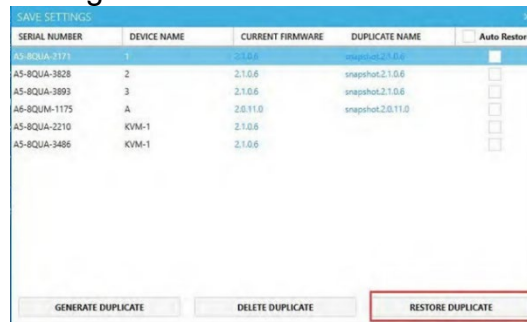 SAVE SETTINGS
SERIAL NUMBER DEVICE NAME CURRENT FIRMWARE DUPLICATE NAME Auto Restor
A5-8QUA-3171 1 2.1.0.6 snapshot.2.1.0.6
A5-8QUA-3828 2 2.1.0.6 snapshot.2.1.0.6
A5-8QUA-3893 3 2.1.0.6 snapshot.2.1.0.6
A6-8QUM-1175 A 2.0.11.0 snapshot.2.0.11.0
A5-8QUA-2210 KVM-1 2.1.0.6
A5-8QUA-3486 KVM-1 2.1.0.6
GENERATE DUPLICATE DELETE DUPLICATE RESTORE DUPLICATE